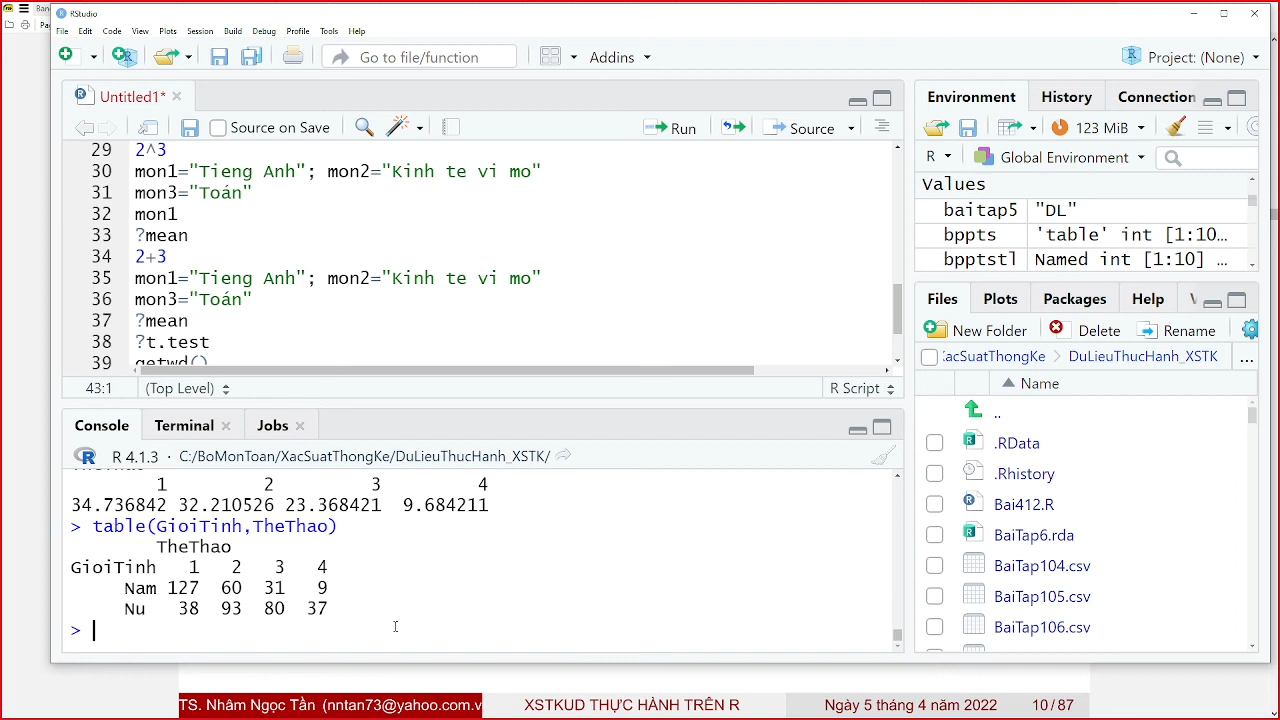 Ban
RStudio
File Edit Code View Plots Session Build Debug Profile Tools Help
Go to file/function
Addins
Project: (None)
Untitled1*
Source on Save
Run
Source
29 2^3
30 mon1="Tieng Anh"; mon2="Kinh te vi mo"
31 mon3="Toán"
32 mon1
33 ?mean
34 2+3
35 mon1="Tieng Anh"; mon2="Kinh te vi mo"
36 mon3="Toán"
37 ?mean
38 ?t.test
39 getwd()
43:1 (Top Level) R Script
Console Terminal Jobs
R 4.1.3 · C:/BoMonToan/XacSuatThongKe/DuLieuThucHanh_XSTK/
1 2 3 4
34.736842 32.210526 23.368421 9.684211
> table(GioiTinh,TheThao)
TheThao
GioiTinh 1 2 3 4
Nam 127 60 31 9
Nu 38 93 80 37
>
Environment History Connection
123 MiB
R Global Environment
Values
baitap5 "DL"
bppts 'table' int [1:10…
bpptstl Named int [1:10] …
Files Plots Packages Help
New Folder Delete Rename
XacSuatThongKe DuLieuThucHanh_XSTK ...
Name
..
.RData
.Rhistory
Bai412.R
BaiTap6.rda
BaiTap104.csv
BaiTap105.csv
BaiTap106.csv
TS. Nhâm Ngọc Tần (nntan73@yahoo.com.v
XSTKUD THỰC HÀNH TRÊN R
Ngày 5 tháng 4 năm 2022
10 / 87